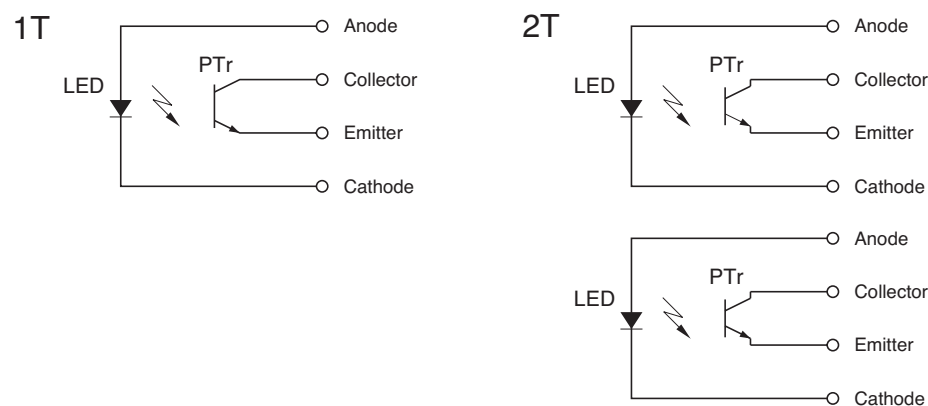 1T
Anode
PTr
LED
Collector
Emitter
Cathode
2T
Anode
PTr
LED
Collector
Emitter
Cathode
Anode
PTr
LED
Collector
Emitter
Cathode